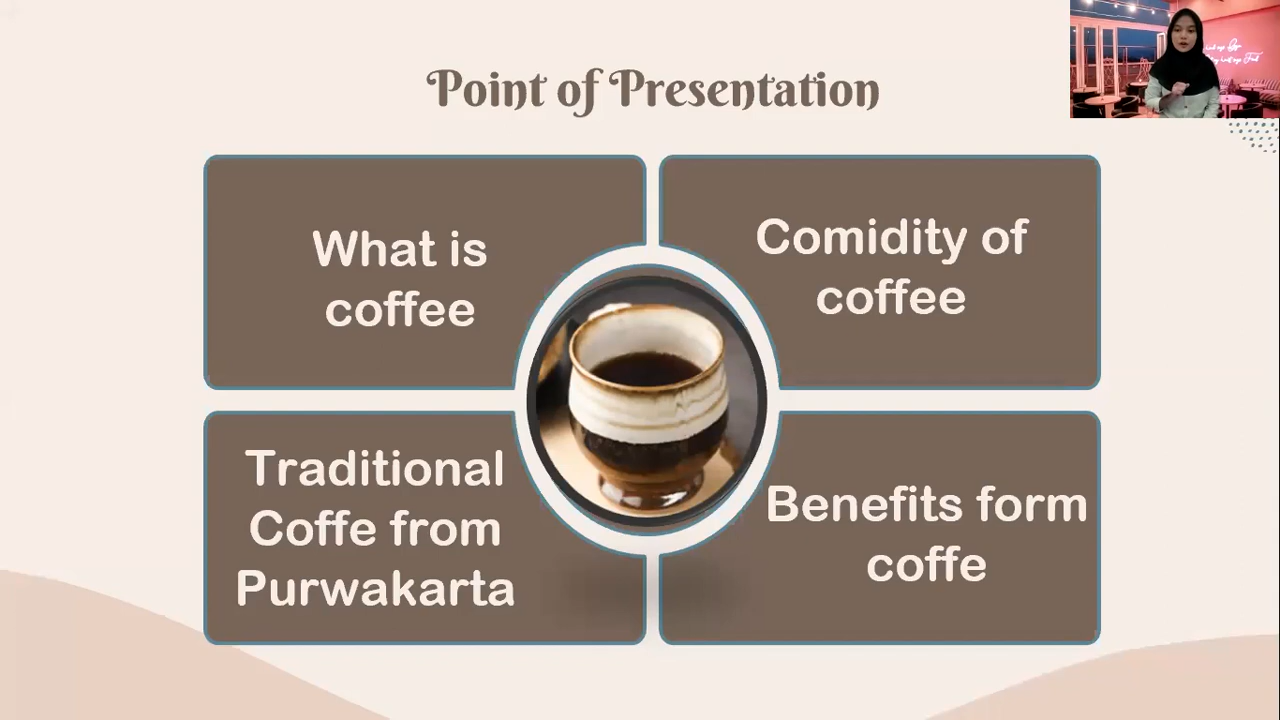 Point of Presentation
What is
coffee
Comidity of
coffee
Traditional
Coffe from
Purwakarta
Benefits form
coffe